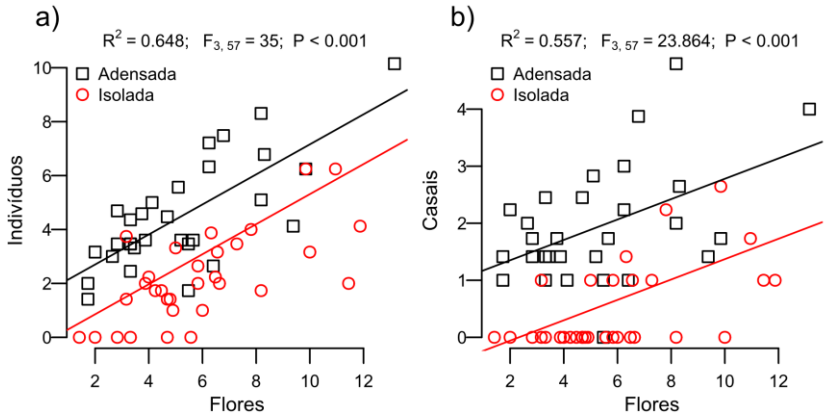 a)
R² = 0.648; F3, 57 = 35; P < 0.001
Adensada
Isolada
Indivíduos
0
2
4
6
8
10
2 4 6 8 10 12
Flores
b)
R² = 0.557; F3, 57 = 23.864; P < 0.001
Adensada
Isolada
Casais
0
1
2
3
4
2 4 6 8 10 12
Flores